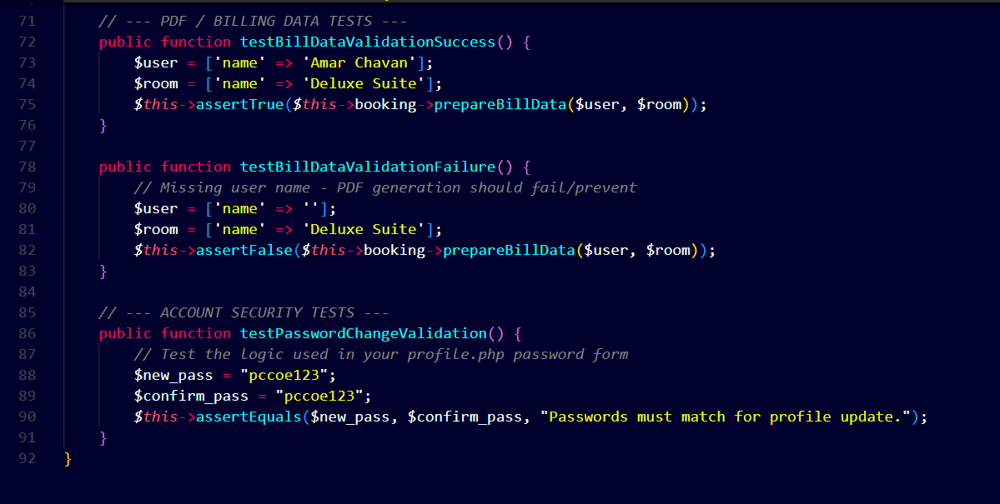 71 // --- PDF / BILLING DATA TESTS ---
72 public function testBillDataValidationSuccess() {
73 $user = ['name' => 'Amar Chavan'];
74 $room = ['name' => 'Deluxe Suite'];
75 $this->assertTrue($this->booking->prepareBillData($user, $room));
76 }
77
78 public function testBillDataValidationFailure() {
79 // Missing user name - PDF generation should fail/prevent
80 $user = ['name' => ''];
81 $room = ['name' => 'Deluxe Suite'];
82 $this->assertFalse($this->booking->prepareBillData($user, $room));
83 }
84
85 // --- ACCOUNT SECURITY TESTS ---
86 public function testPasswordChangeValidation() {
87 // Test the logic used in your profile.php password form
88 $new_pass = "pccoe123";
89 $confirm_pass = "pccoe123";
90 $this->assertEquals($new_pass, $confirm_pass, "Passwords must match for profile update.");
91 }
92 }